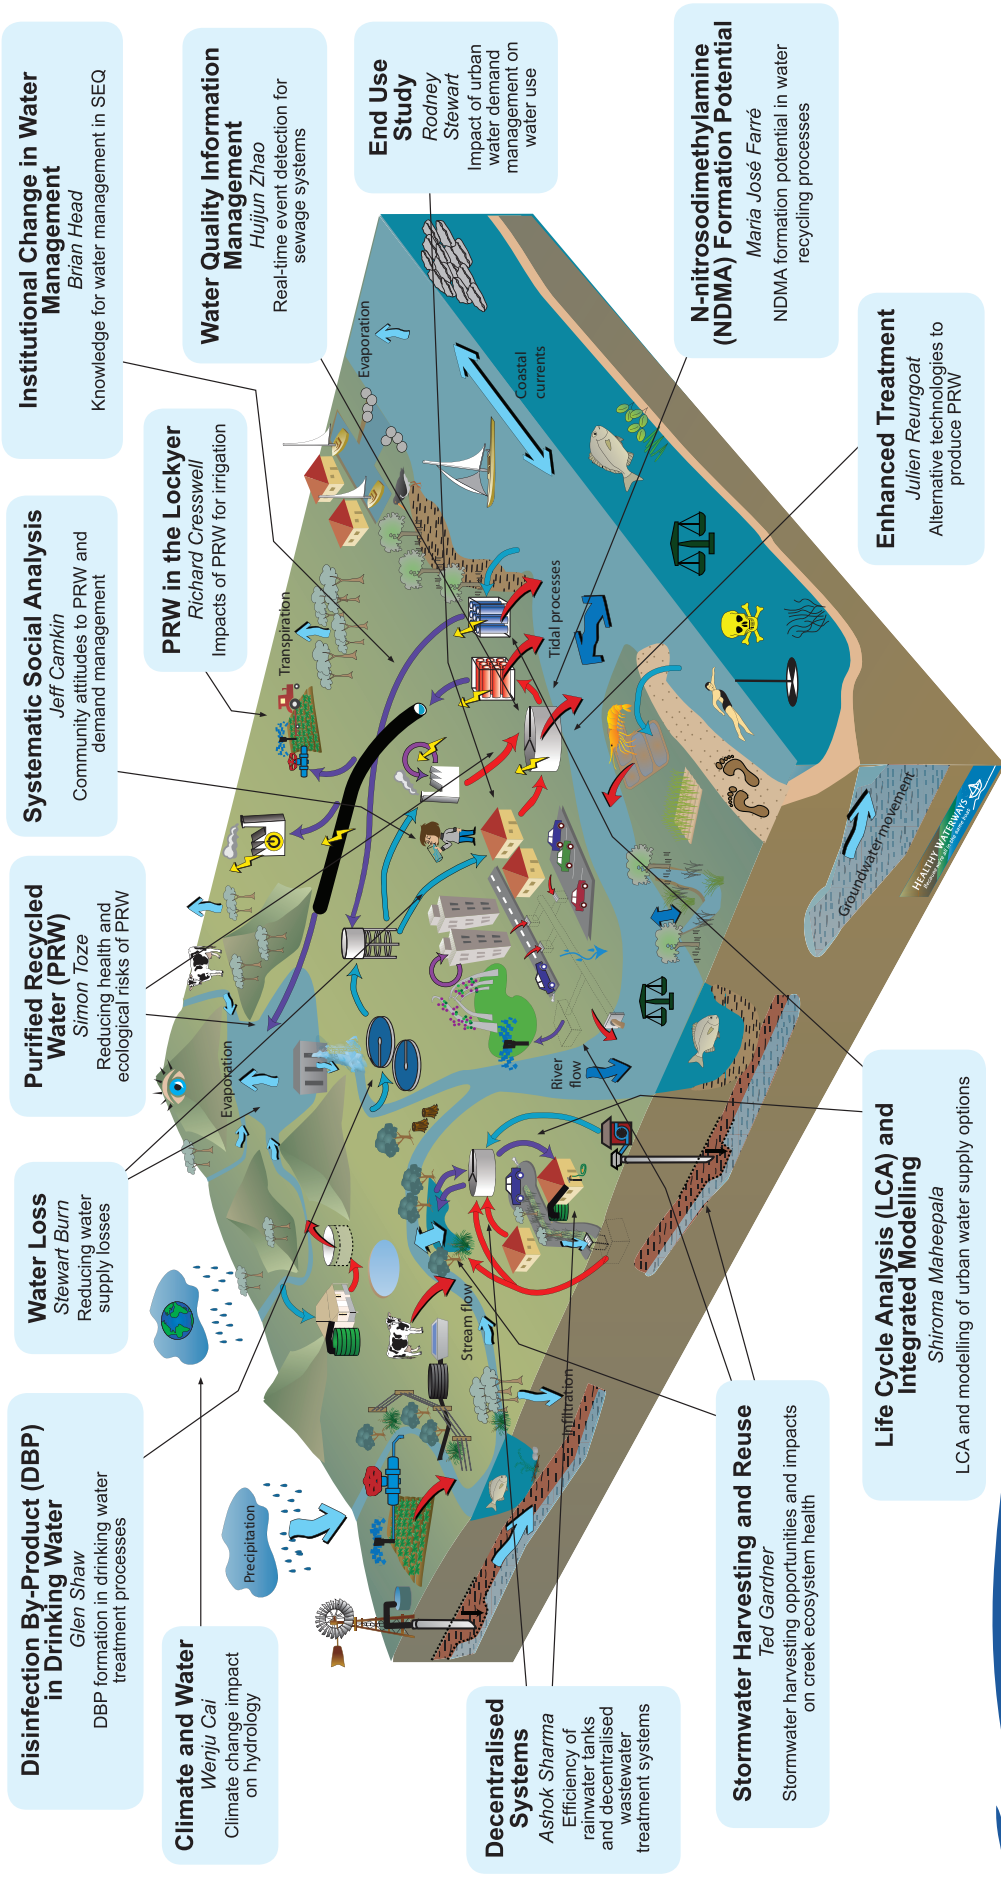 Disinfection By-Product (DBP)
in Drinking Water
Glen Shaw
DBP formation in drinking water
treatment processes
Water Loss
Stewart Burn
Reducing water
supply losses
Purified Recycled
Water (PRW)
Simon Toze
Reducing health and
ecological risks of PRW
Systematic Social Analysis
Jeff Camkin
Community attitudes to PRW and
demand management
Institutional Change in Water
Management
Brian Head
Knowledge for water management in SEQ
Climate and Water
Wenju Cai
Climate change impact
on hydrology
PRW in the Lockyer
Richard Cresswell
Impacts of PRW for irrigation
Water Quality Information
Management
Huijun Zhao
Real-time event detection for
sewage systems
End Use
Study
Rodney
Stewart
Impact of urban
water demand
management on
water use
Precipitation
Evaporation
Transpiration
Evaporation
Stream flow
Infiltration
River
flow
Tidal processes
Coastal
currents
Groundwater movement
HEALTHY WATERWAYS
Decentralised
Systems
Ashok Sharma
Efficiency of
rainwater tanks
and decentralised
wastewater
treatment systems
Stormwater Harvesting and Reuse
Ted Gardner
Stormwater harvesting opportunities and impacts
on creek ecosystem health
Life Cycle Analysis (LCA) and
Integrated Modelling
Shiroma Maheepala
LCA and modelling of urban water supply options
Enhanced Treatment
Julien Reungoat
Alternative technologies to
produce PRW
N-nitrosodimethylamine
(NDMA) Formation Potential
Maria José Farré
NDMA formation potential in water
recycling processes